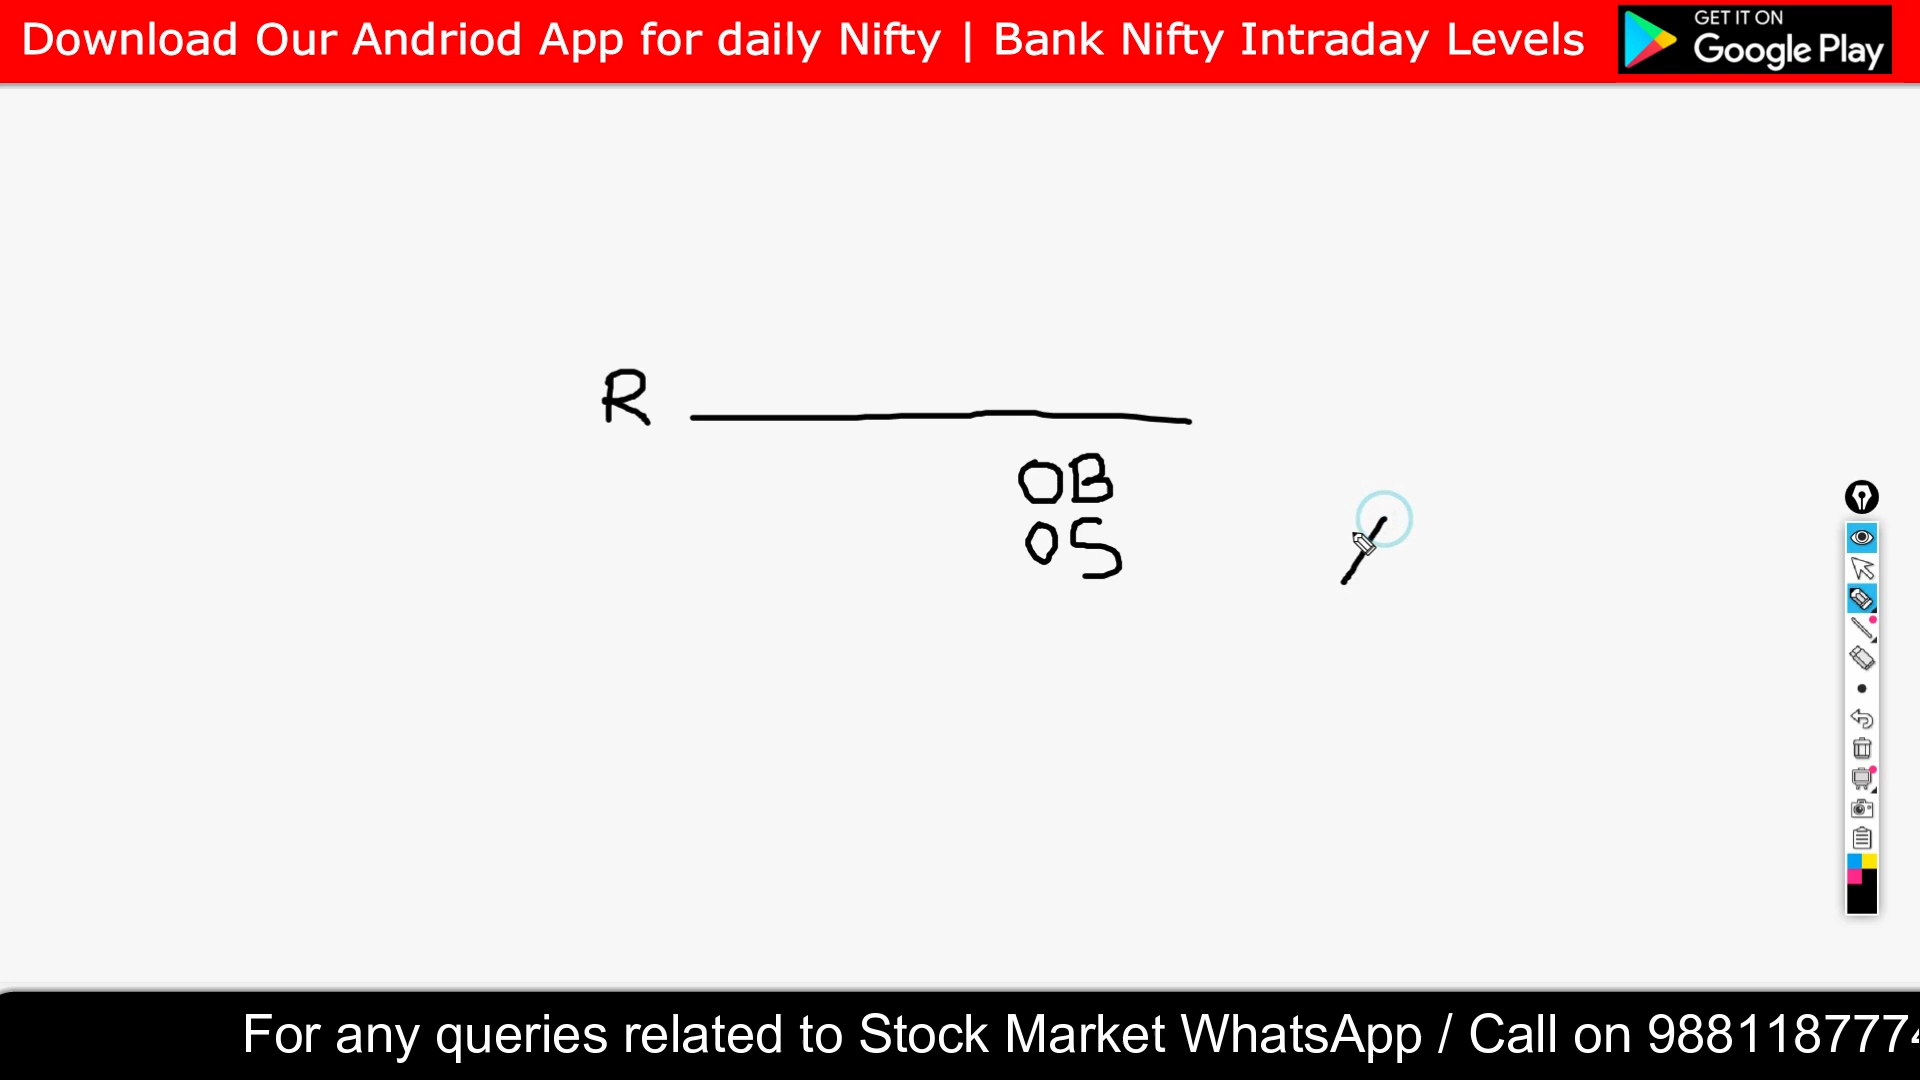 Download Our Andriod App for daily Nifty | Bank Nifty Intraday Levels
GET IT ON
Google Play
R
OB
OS
For any queries related to Stock Market WhatsApp / Call on 9881187774